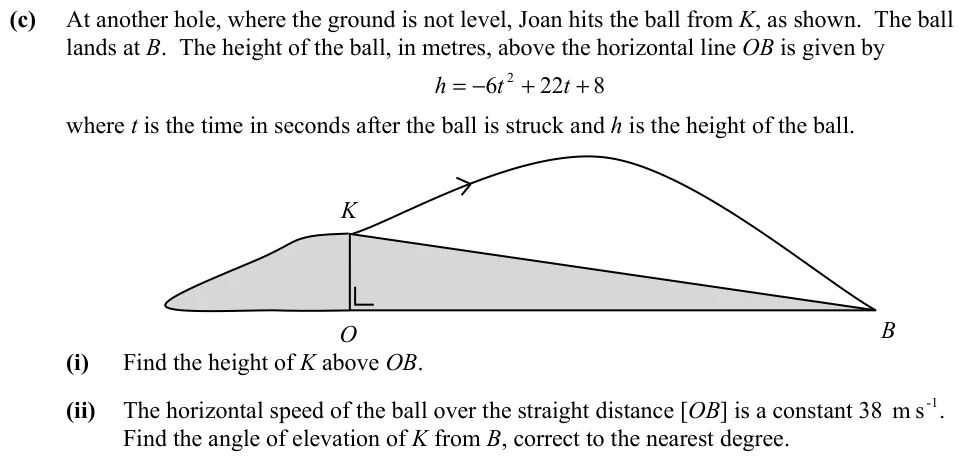 (c) At another hole, where the ground is not level, Joan hits the ball from K, as shown. The ball
lands at B. The height of the ball, in metres, above the horizontal line OB is given by
h = −6t² + 22t + 8
where t is the time in seconds after the ball is struck and h is the height of the ball.
K
O
B
(i) Find the height of K above OB.
(ii) The horizontal speed of the ball over the straight distance [OB] is a constant 38 m s⁻¹.
Find the angle of elevation of K from B, correct to the nearest degree.